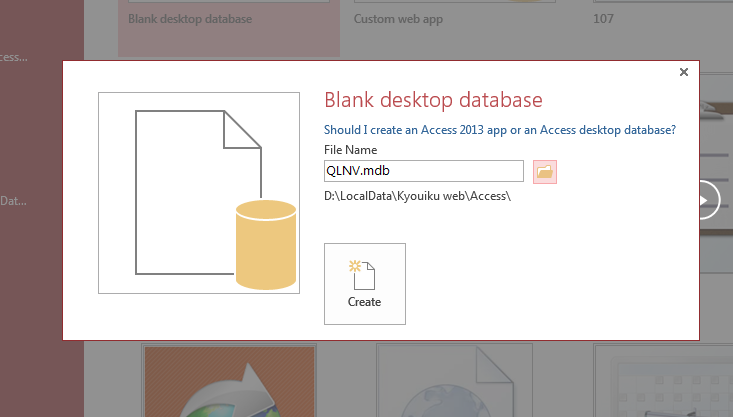 Blank desktop database
Custom web app
107
cess...
Blank desktop database
Should I create an Access 2013 app or an Access desktop database?
File Name
QLNV.mdb
D:\LocalData\Kyouiku web\Access\
Dat...
Create